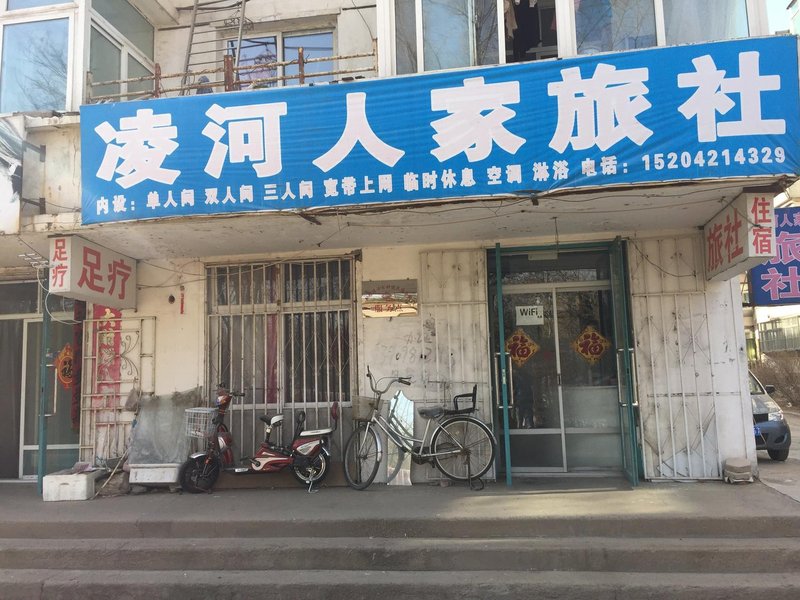 凌河人家旅社
内设：单人间 双人间 三人间 宽带上网 临时休息 空调 淋浴 电话：15204214329
足疗
足疗
旅社
住宿
人家
旅社
WiFi
福
福